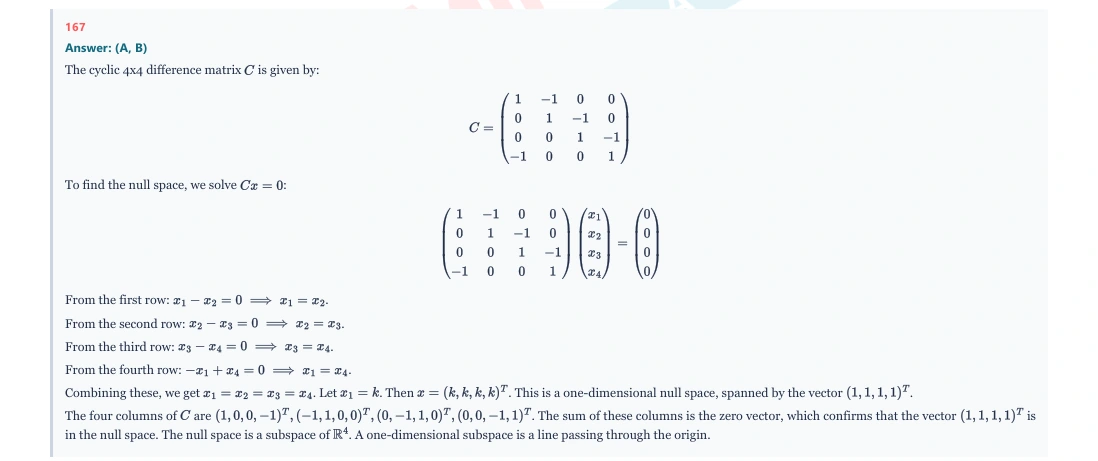 167
Answer: (A, B)
The cyclic 4x4 difference matrix C is given by:
C = ( 1 −1 0 0
0 1 −1 0
0 0 1 −1
−1 0 0 1 )
To find the null space, we solve Cx = 0:
( 1 −1 0 0 ) ( x₁ ) ( 0 )
( 0 1 −1 0 ) ( x₂ ) ( 0 )
( 0 0 1 −1 ) ( x₃ ) = ( 0 )
( −1 0 0 1 ) ( x₄ ) ( 0 )
From the first row: x₁ − x₂ = 0 ⟹ x₁ = x₂.
From the second row: x₂ − x₃ = 0 ⟹ x₂ = x₃.
From the third row: x₃ − x₄ = 0 ⟹ x₃ = x₄.
From the fourth row: −x₁ + x₄ = 0 ⟹ x₁ = x₄.
Combining these, we get x₁ = x₂ = x₃ = x₄. Let x₁ = k. Then x = (k, k, k, k)ᵀ. This is a one-dimensional null space, spanned by the vector (1, 1, 1, 1)ᵀ.
The four columns of C are (1, 0, 0, −1)ᵀ, (−1, 1, 0, 0)ᵀ, (0, −1, 1, 0)ᵀ, (0, 0, −1, 1)ᵀ. The sum of these columns is the zero vector, which confirms that the vector (1, 1, 1, 1)ᵀ is
in the null space. The null space is a subspace of ℝ⁴. A one-dimensional subspace is a line passing through the origin.